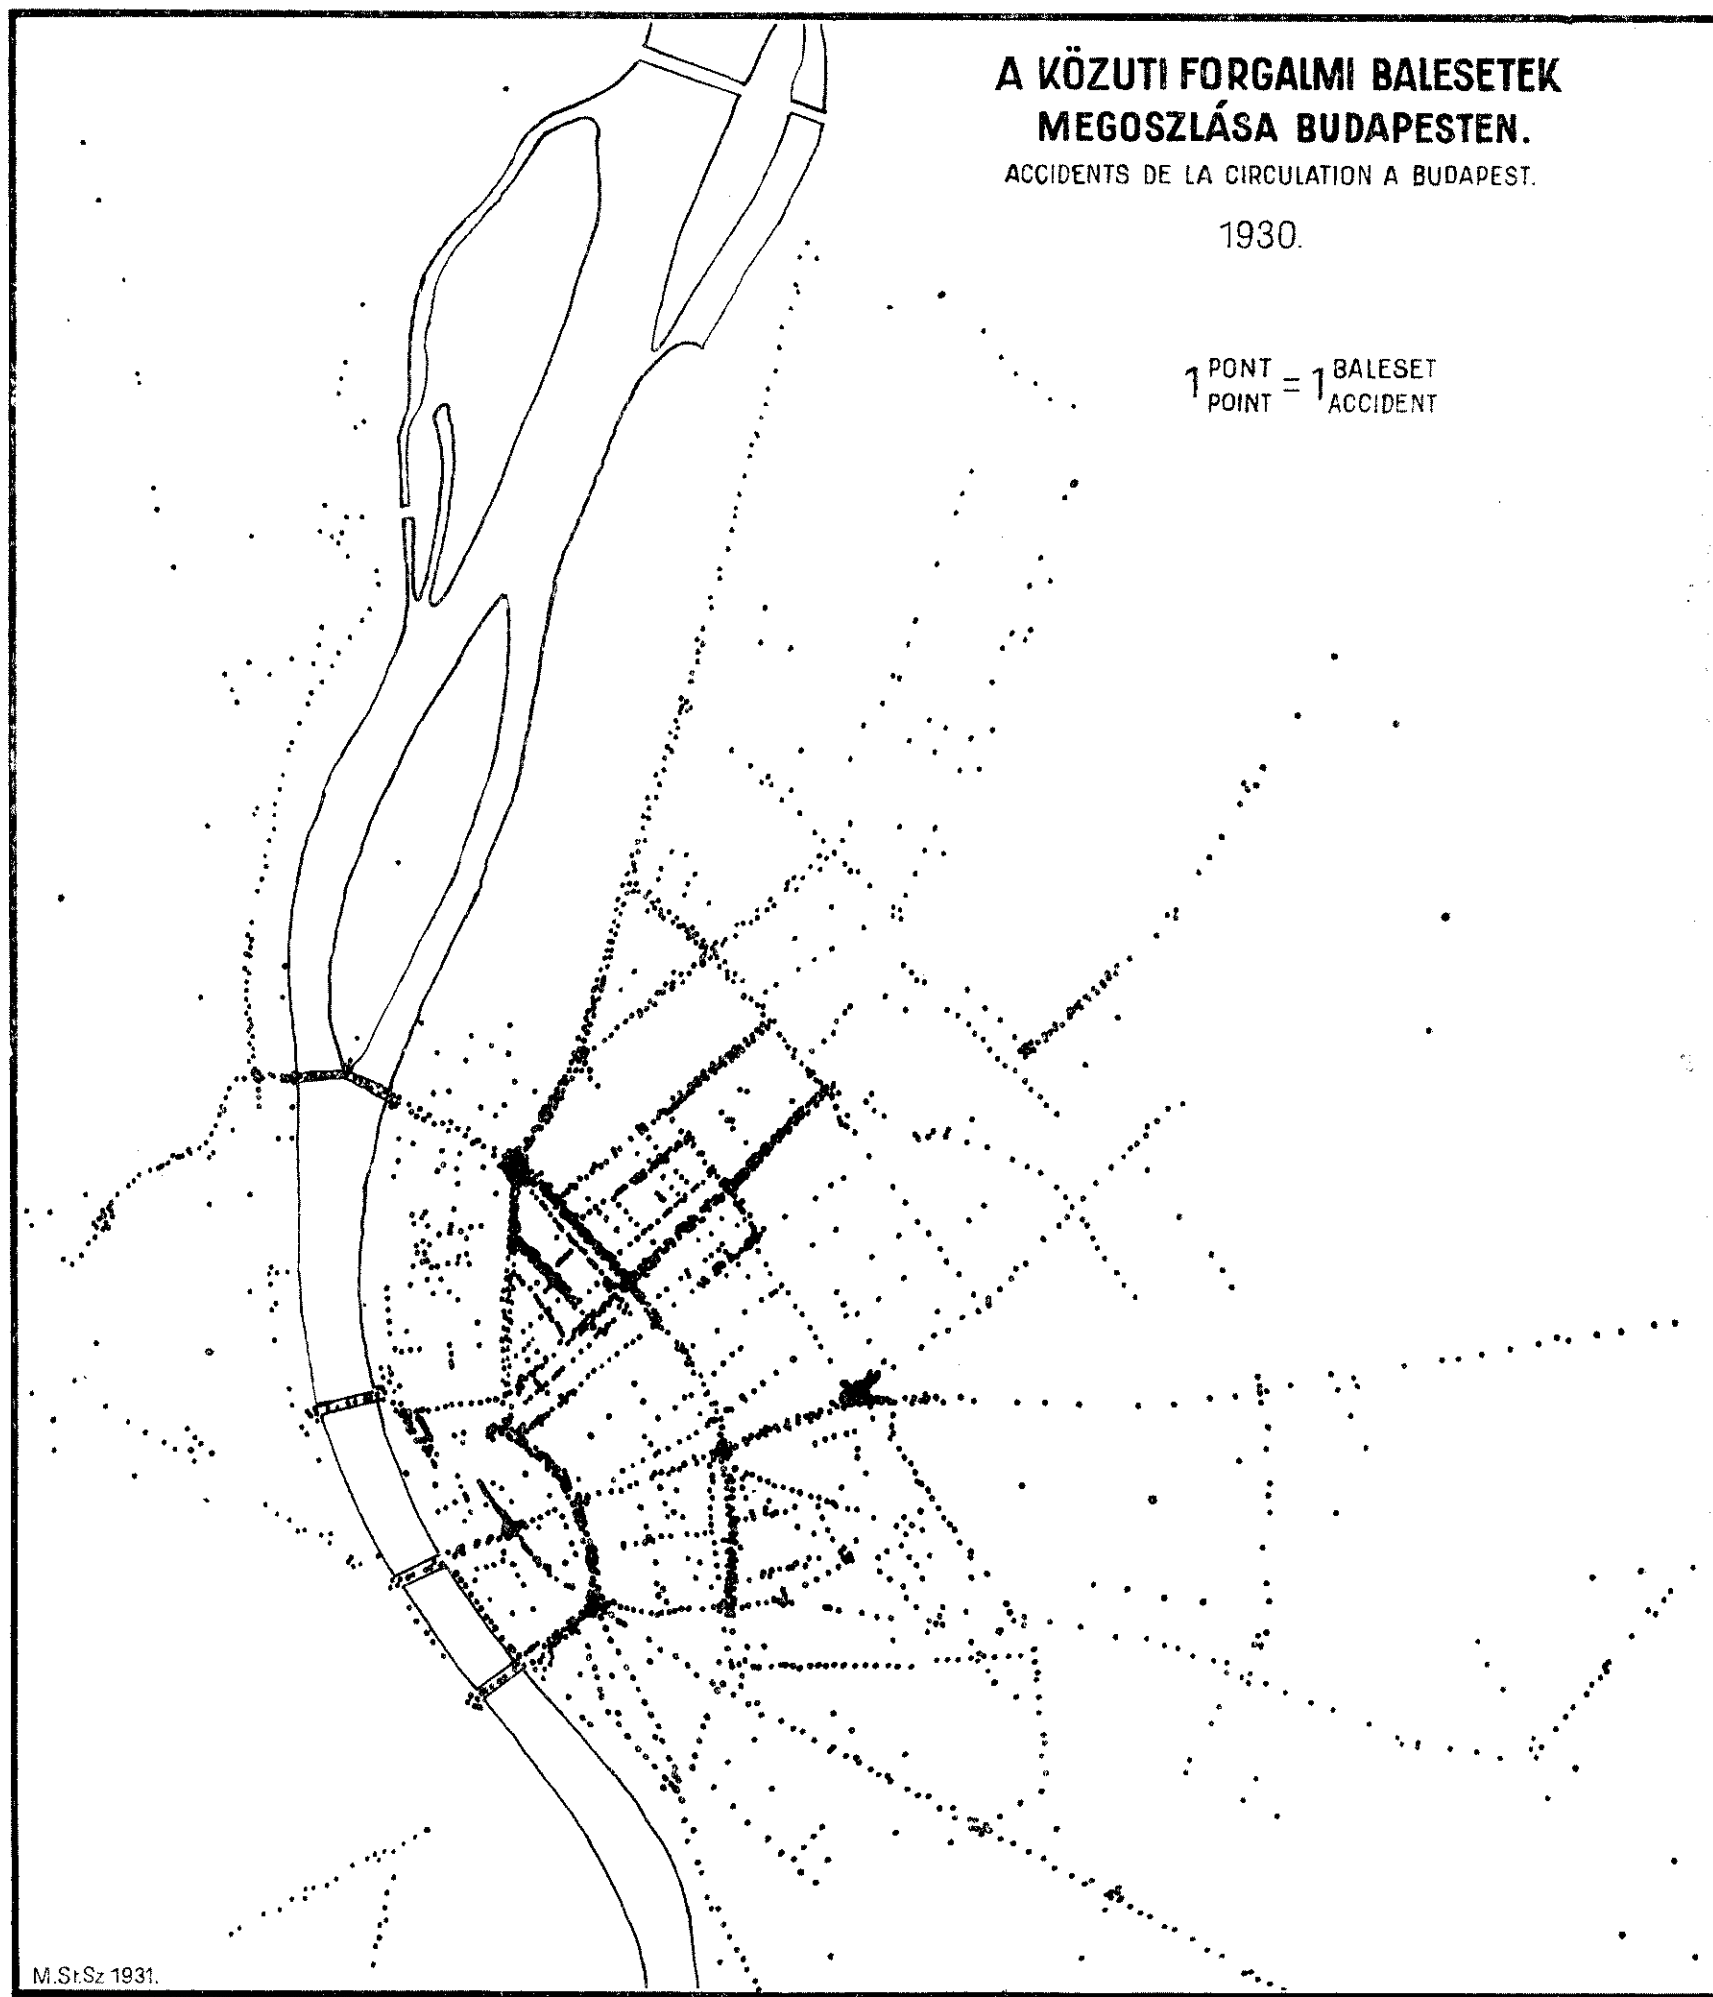 A KÖZUTI FORGALMI BALESETEK
MEGOSZLÁSA BUDAPESTEN.
ACCIDENTS DE LA CIRCULATION A BUDAPEST.
1930.
1 PONT = 1 BALESET
POINT ACCIDENT
M.St.Sz 1931.